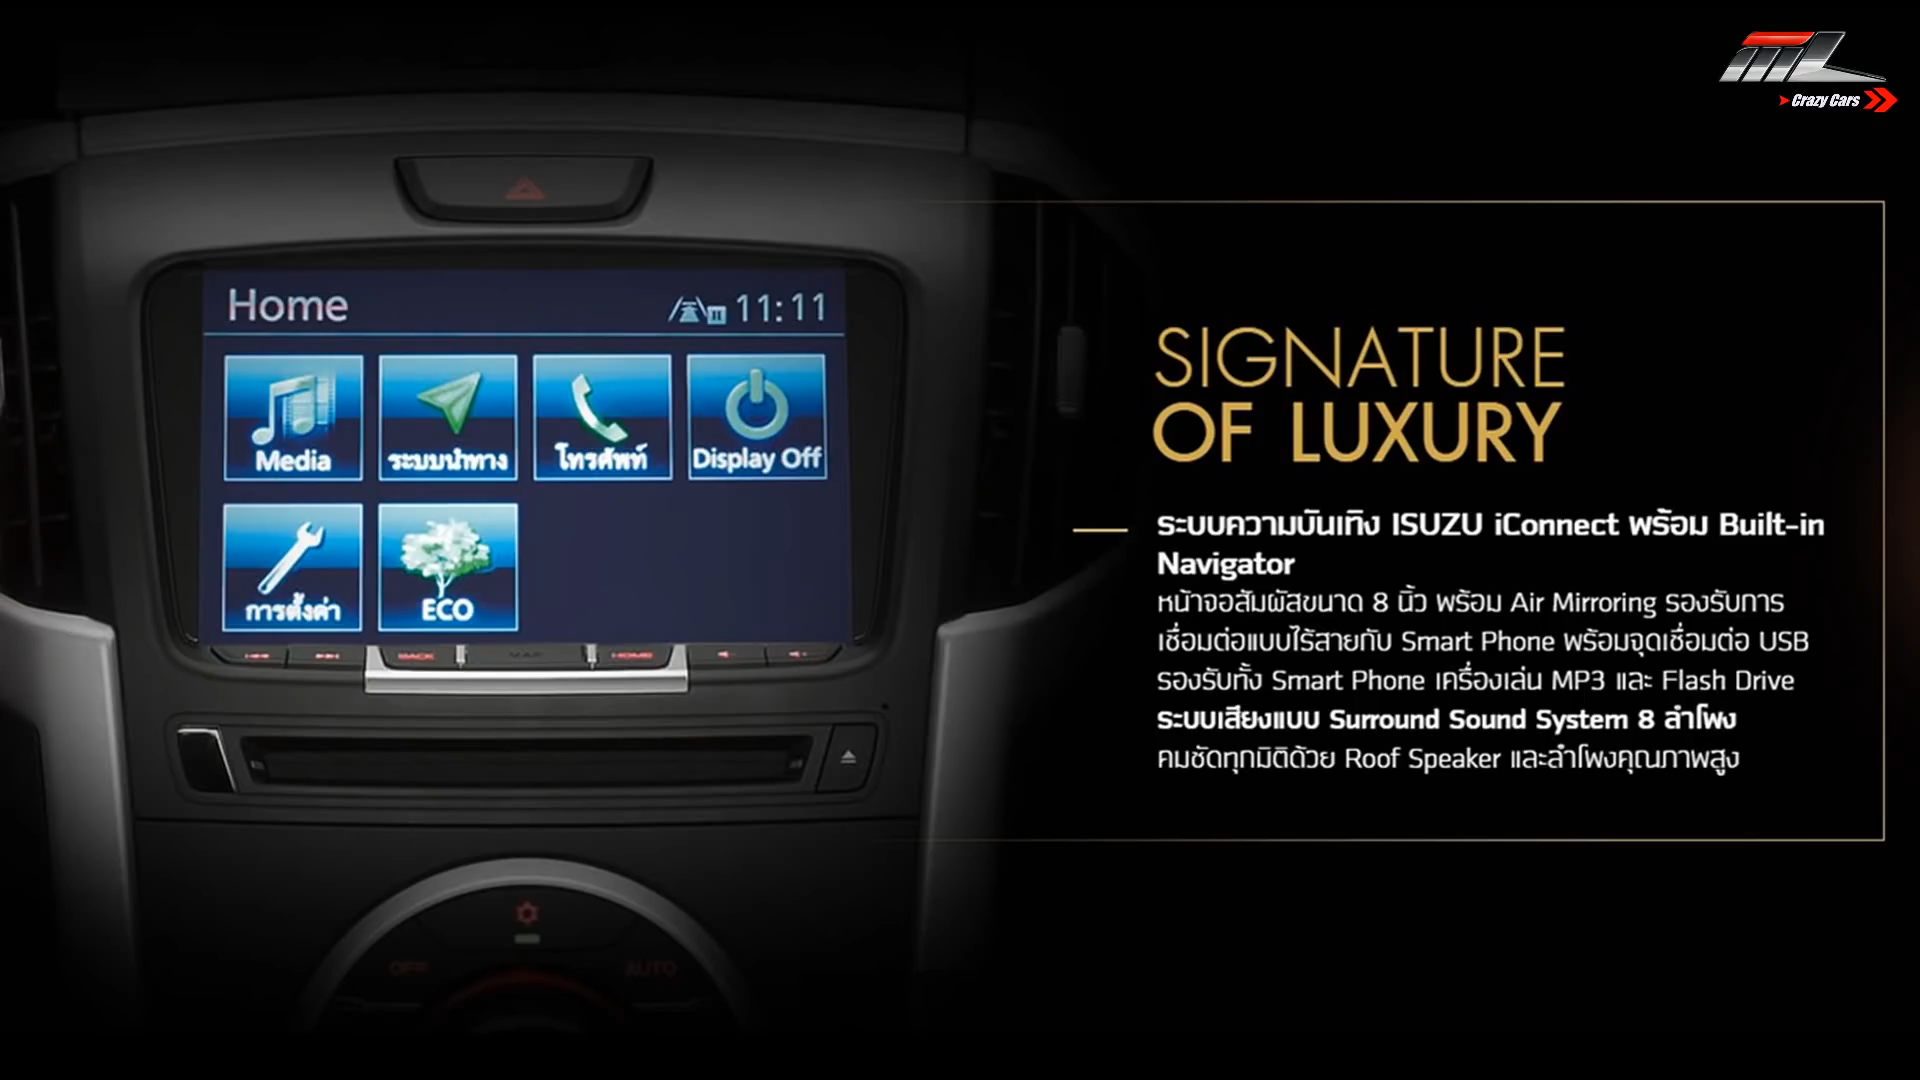 Crazy Cars
Home 11:11
Media ระบบนำทาง โทรศัพท์ Display Off
การตั้งค่า ECO
BACK MAP HOME
OFF AUTO
SIGNATURE
OF LUXURY
ระบบความบันเทิง ISUZU iConnect พร้อม Built-in
Navigator
หน้าจอสัมผัสขนาด 8 นิ้ว พร้อม Air Mirroring รองรับการ
เชื่อมต่อแบบไร้สายกับ Smart Phone พร้อมจุดเชื่อมต่อ USB
รองรับทั้ง Smart Phone เครื่องเล่น MP3 และ Flash Drive
ระบบเสียงแบบ Surround Sound System 8 ลำโพง
คมชัดทุกมิติด้วย Roof Speaker และลำโพงคุณภาพสูง